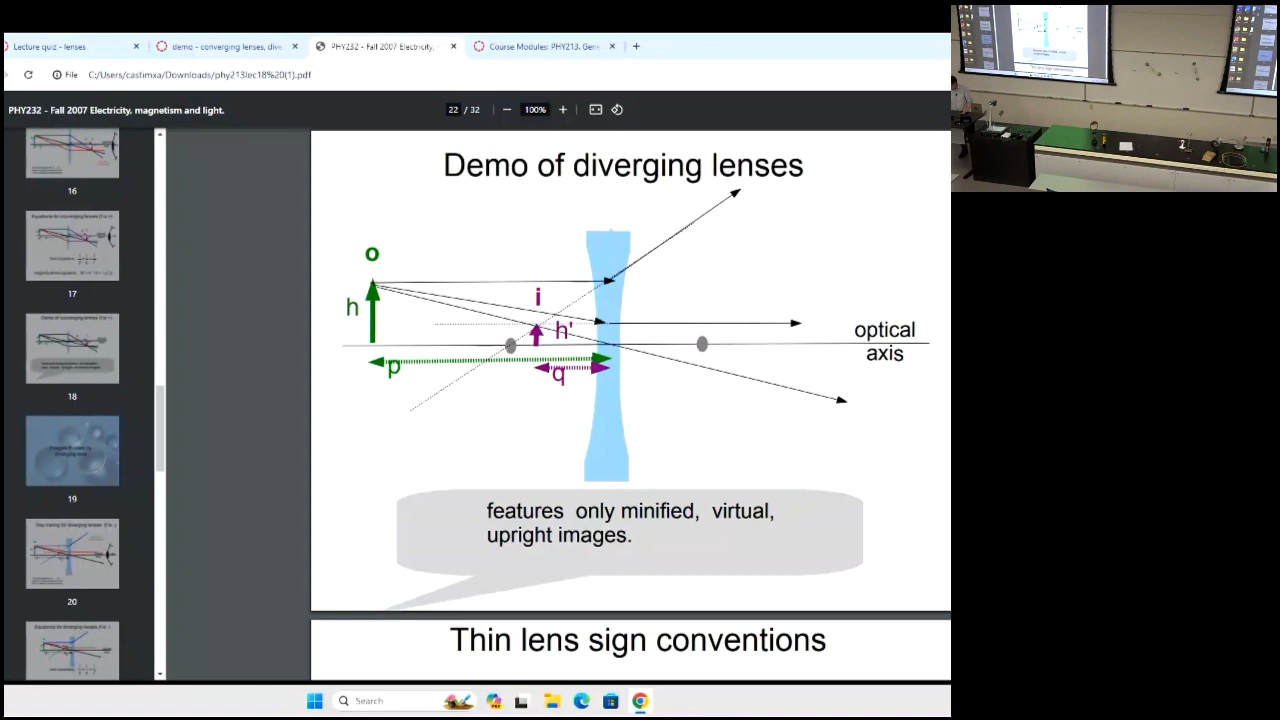 Lecture quiz - lenses
demo - converging lenses, dive
PHY232 - Fall 2007 Electricity,
Course Modules: PHY213. Gene
File
C:/Users/castimxa/Downloads/phy213lec18%20(1).pdf
PHY232 - Fall 2007 Electricity, magnetism and light.
22 / 32
100%
16
17
18
19
20
Demo of diverging lenses
o
h
i
h'
p
q
optical
axis
features only minified, virtual,
upright images.
Thin lens sign conventions
Search